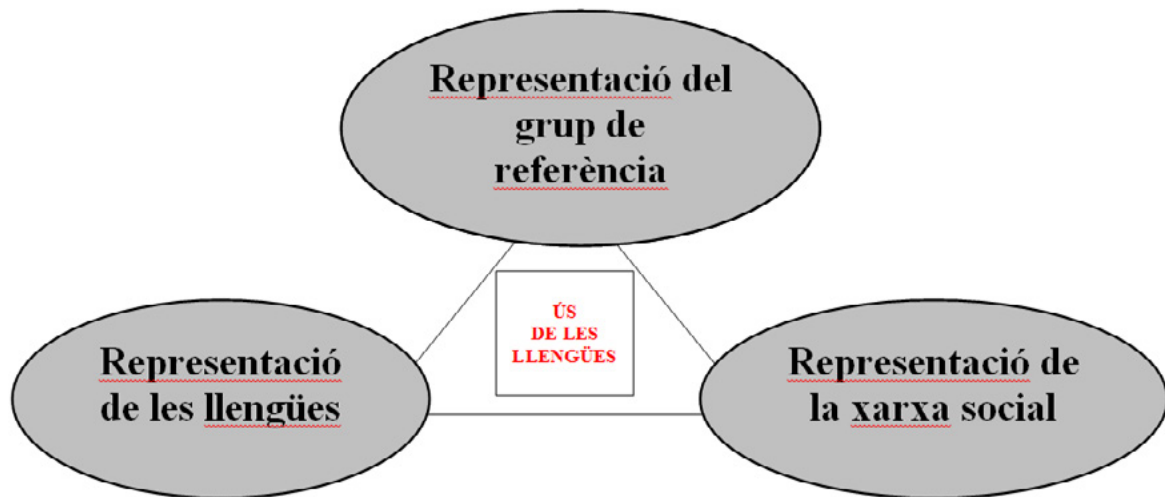 Representació del
grup de
referència
ÚS
DE LES
LLENGÜES
Representació
de les llengües
Representació de
la xarxa social